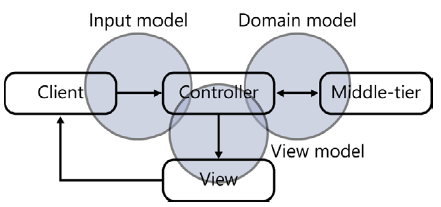 Input model
Domain model
Client
Controller
Middle-tier
View model
View